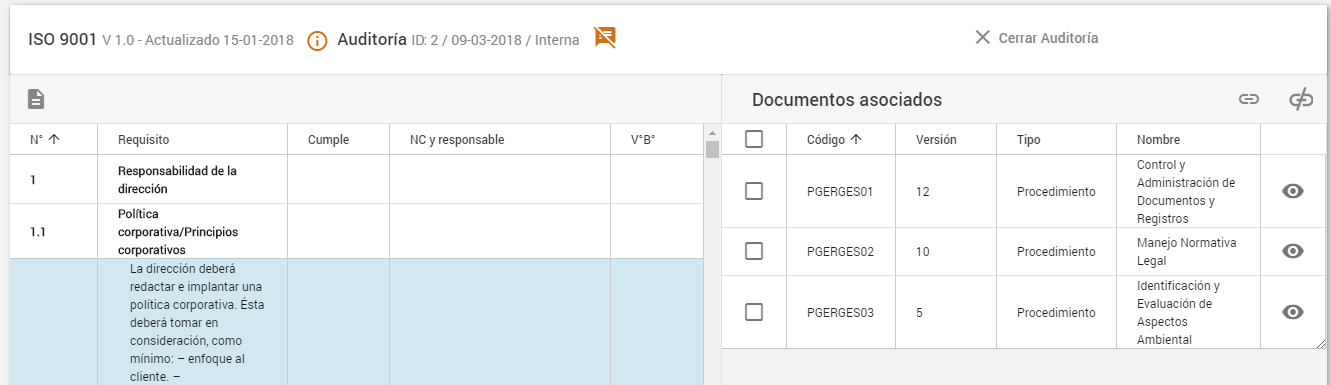 ISO 9001 V 1.0 - Actualizado 15-01-2018 Auditoría ID: 2 / 09-03-2018 / Interna Cerrar Auditoría
N° Requisito Cumple NC y responsable V°B°
1 Responsabilidad de la
dirección
1.1 Política
corporativa/Principios
corporativos
La dirección deberá
redactar e implantar una
política corporativa. Ésta
deberá tomar en
consideración, como
mínimo: – enfoque al
cliente. –
Documentos asociados
Código Versión Tipo Nombre
PGERGES01 12 Procedimiento Control y
Administración de
Documentos y
Registros
PGERGES02 10 Procedimiento Manejo Normativa
Legal
PGERGES03 5 Procedimiento Identificación y
Evaluación de
Aspectos
Ambiental